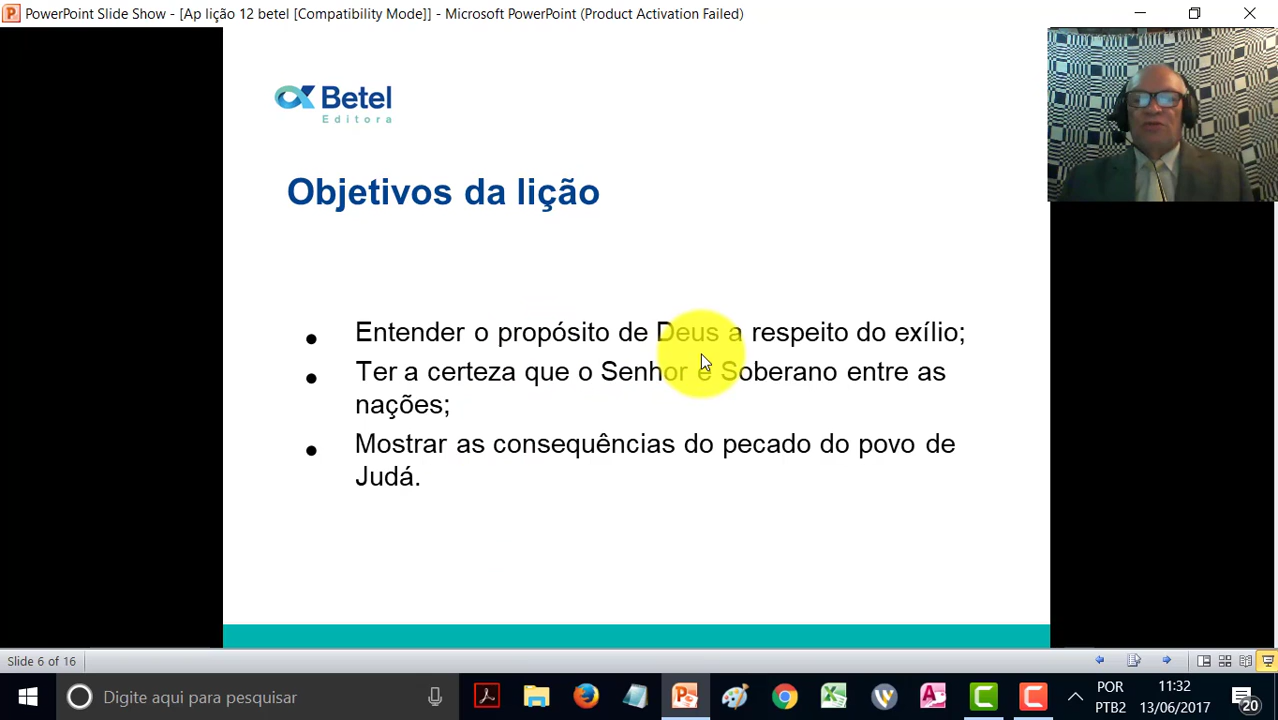 PowerPoint Slide Show - [Ap lição 12 betel [Compatibility Mode]] - Microsoft PowerPoint (Product Activation Failed)
Betel
Editora
Objetivos da lição
• Entender o propósito de Deus a respeito do exílio;
• Ter a certeza que o Senhor é Soberano entre as
nações;
• Mostrar as consequências do pecado do povo de
Judá.
Slide 6 of 16
Digite aqui para pesquisar
POR
PTB2
11:32
13/06/2017
20